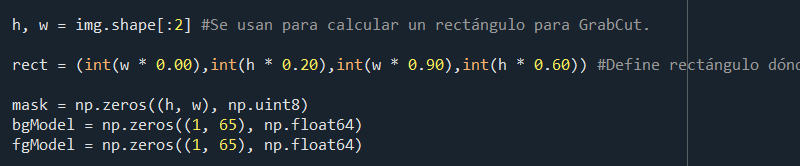 h, w = img.shape[:2] #Se usan para calcular un rectángulo para GrabCut.
rect = (int(w * 0.00),int(h * 0.20),int(w * 0.90),int(h * 0.60)) #Define rectángulo
mask = np.zeros((h, w), np.uint8)
bgModel = np.zeros((1, 65), np.float64)
fgModel = np.zeros((1, 65), np.float64)